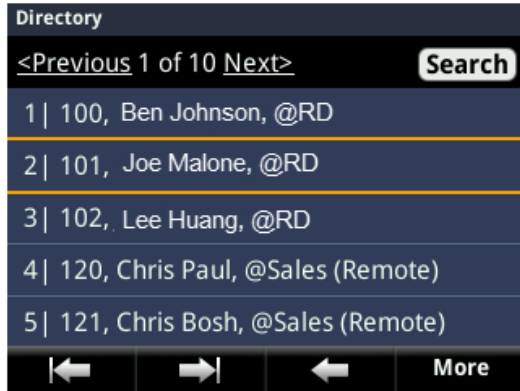 Directory
<Previous 1 of 10 Next>
Search
1| 100, Ben Johnson, @RD
2| 101, Joe Malone, @RD
3| 102, Lee Huang, @RD
4| 120, Chris Paul, @Sales (Remote)
5| 121, Chris Bosh, @Sales (Remote)
More